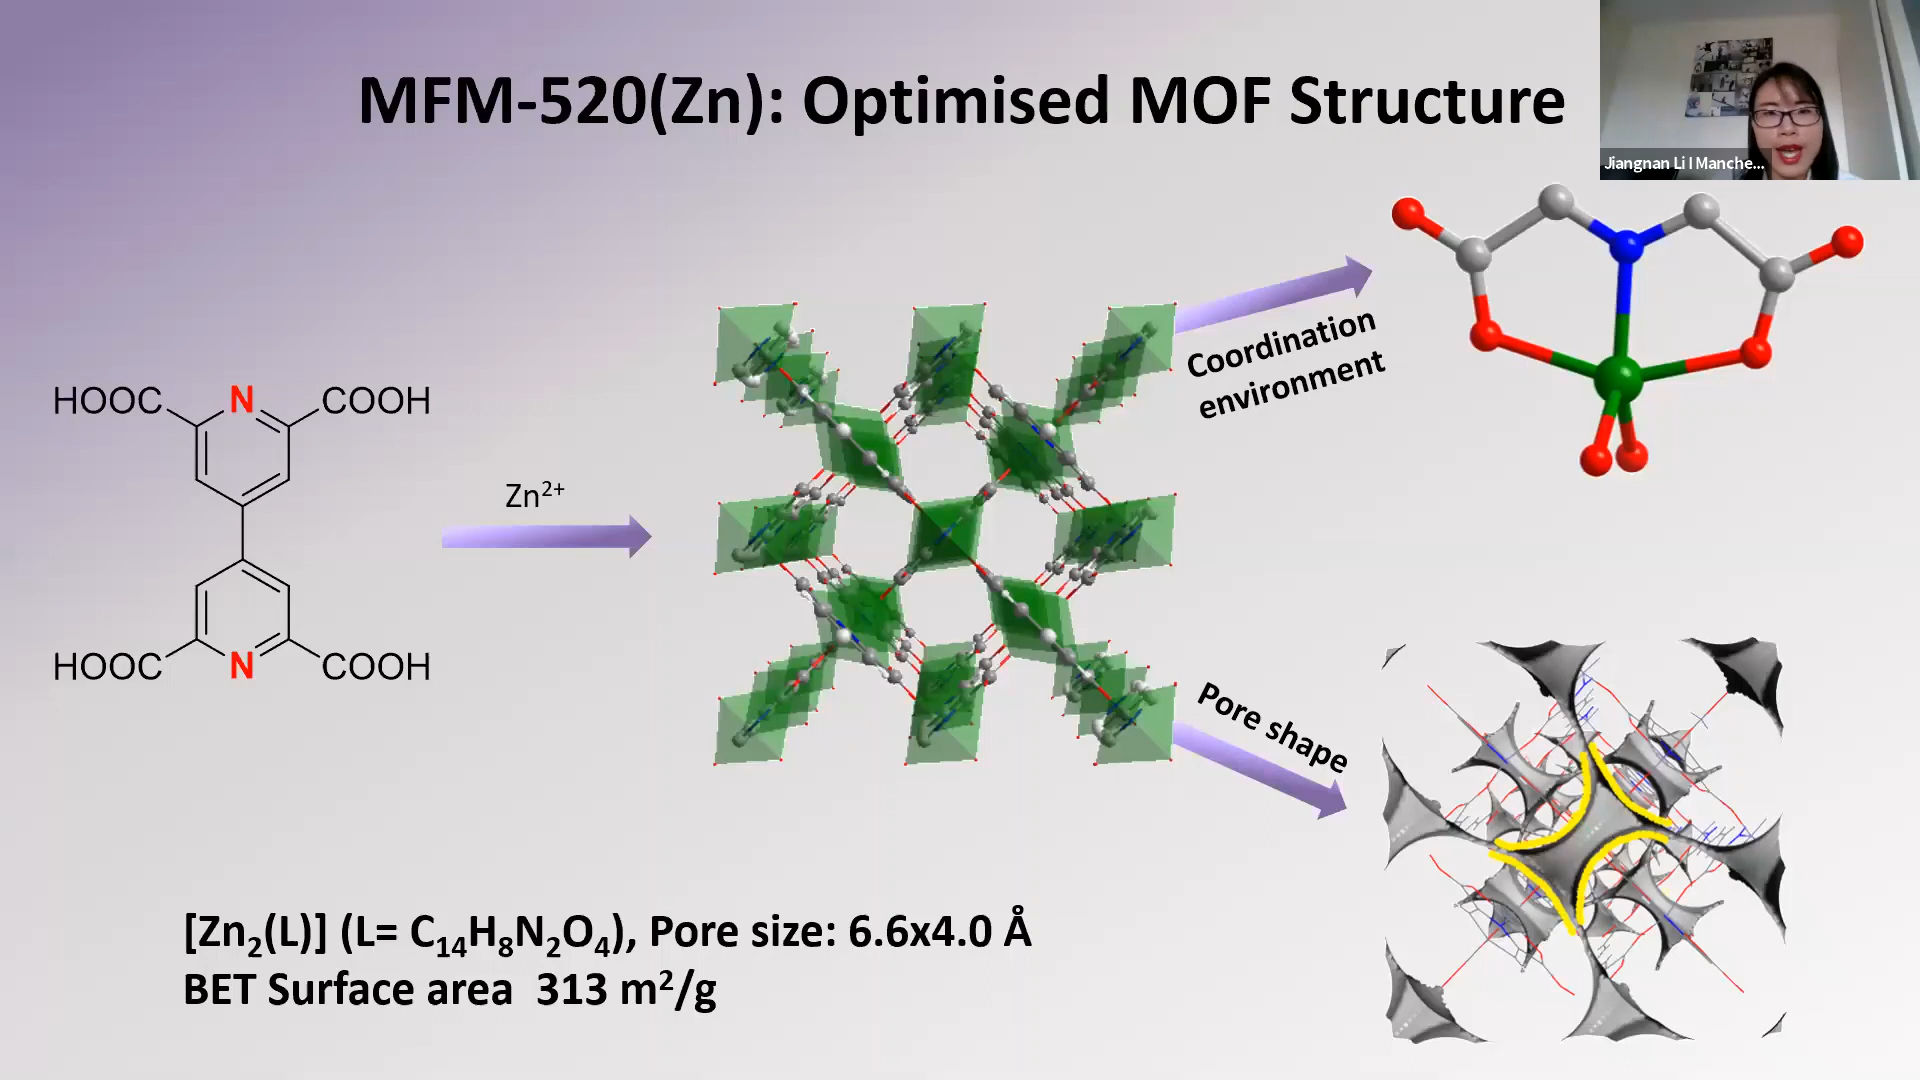 MFM-520(Zn): Optimised MOF Structure
Jiangnan Li I Manche...
HOOC N COOH
HOOC N COOH
Zn²⁺
Coordination
environment
Pore shape
[Zn₂(L)] (L= C₁₄H₈N₂O₄), Pore size: 6.6x4.0 Å
BET Surface area 313 m²/g